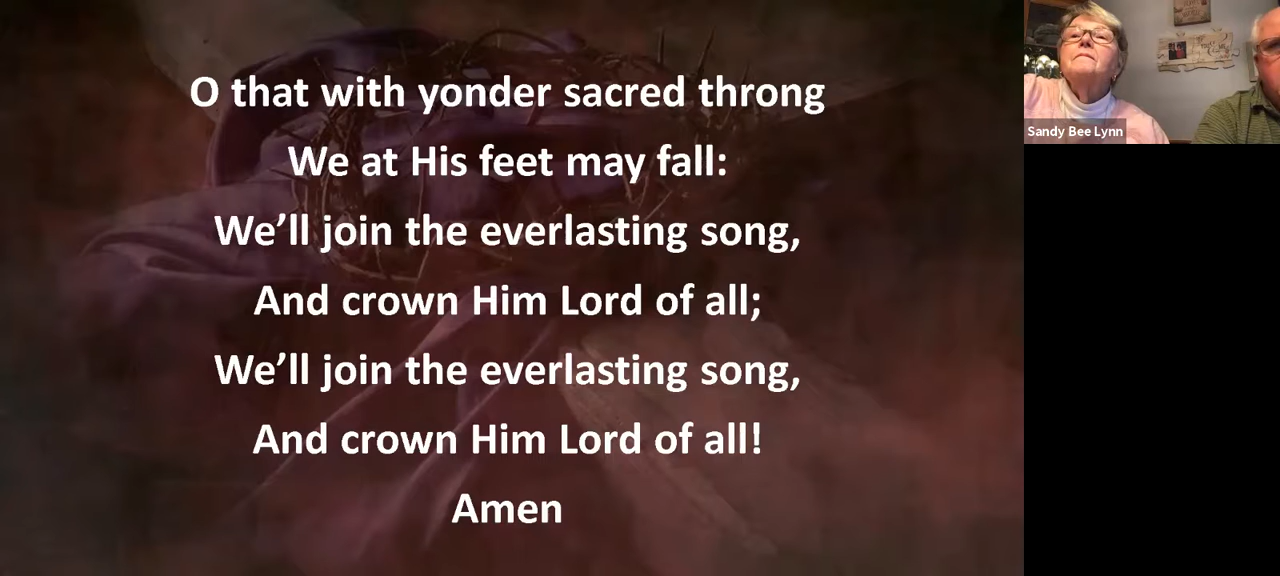 O that with yonder sacred throng
We at His feet may fall:
We’ll join the everlasting song,
And crown Him Lord of all;
We’ll join the everlasting song,
And crown Him Lord of all!
Amen
Sandy Bee Lynn